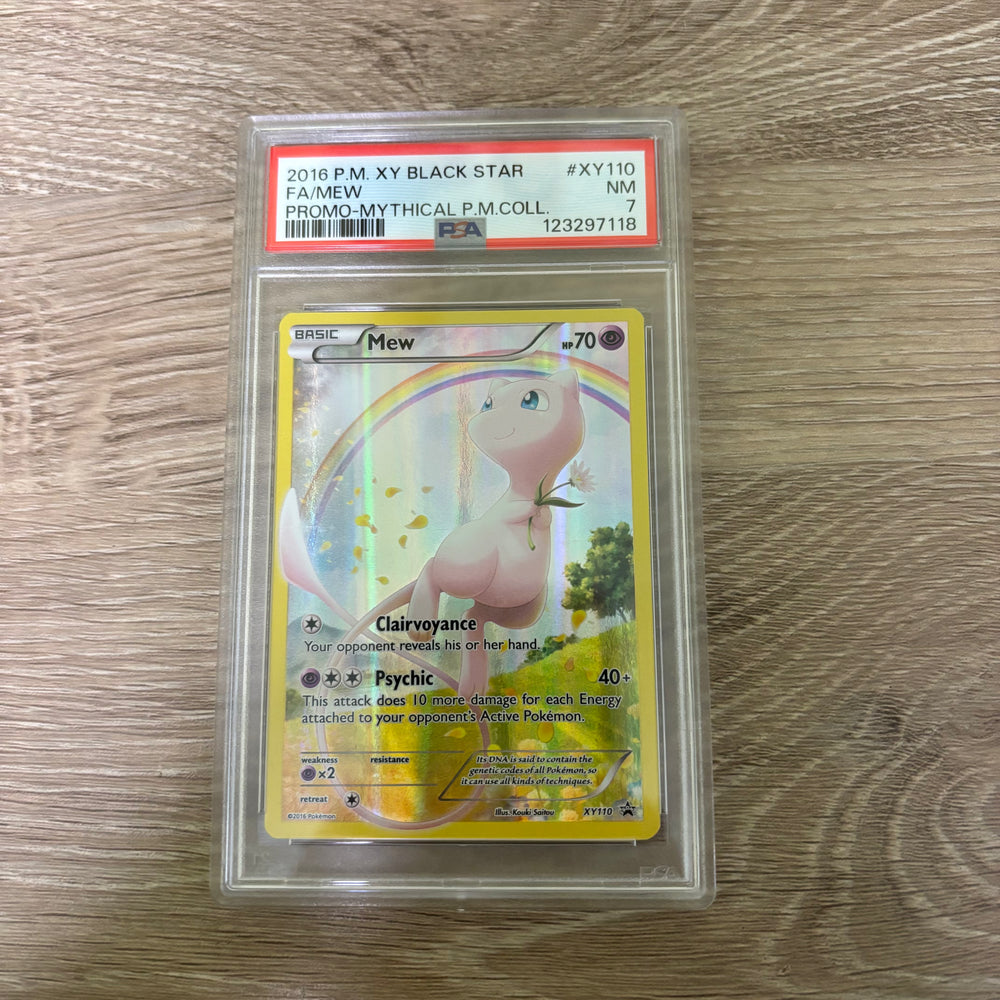 2016 P.M. XY BLACK STAR #XY110
FA/MEW NM
PROMO-MYTHICAL P.M.COLL. 7
PSA 123297118
BASIC Mew HP70
Clairvoyance
Your opponent reveals his or her hand.
Psychic 40+
This attack does 10 more damage for each Energy
attached to your opponent's Active Pokémon.
weakness resistance
×2
retreat
Its DNA is said to contain the
genetic codes of all Pokémon, so
it can use all kinds of techniques.
©2016 Pokémon Illus. Kouki Saitou XY110
PSA